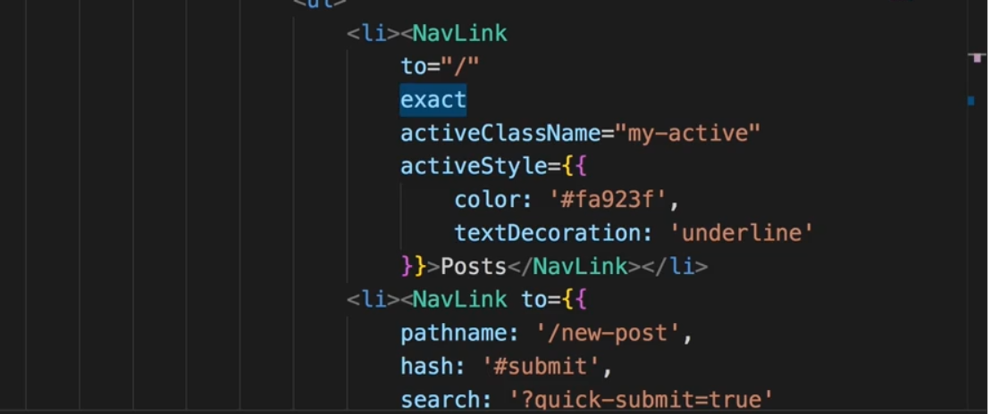 <ul>
<li><NavLink
to="/"
exact
activeClassName="my-active"
activeStyle={{
color: '#fa923f',
textDecoration: 'underline'
}}>Posts</NavLink></li>
<li><NavLink to={{
pathname: '/new-post',
hash: '#submit',
search: '?quick-submit=true'